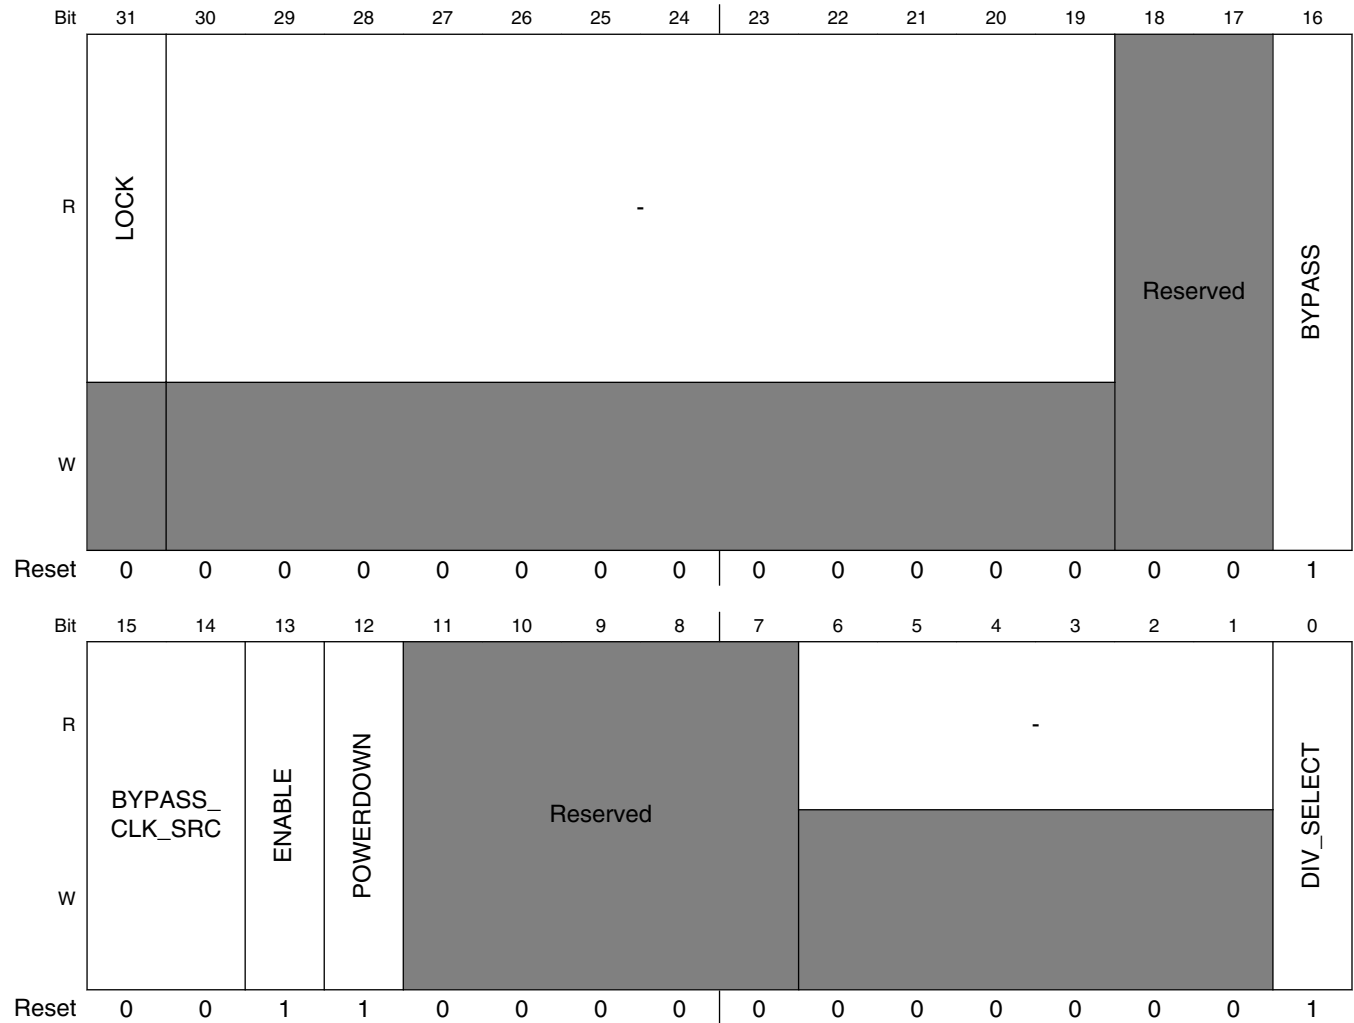 Bit 31 30 29 28 27 26 25 24 23 22 21 20 19 18 17 16
R LOCK - Reserved BYPASS
W
Reset 0 0 0 0 0 0 0 0 0 0 0 0 0 0 0 1
Bit 15 14 13 12 11 10 9 8 7 6 5 4 3 2 1 0
R -
BYPASS_
CLK_SRC
ENABLE
POWERDOWN
Reserved
DIV_SELECT
W
Reset 0 0 1 1 0 0 0 0 0 0 0 0 0 0 0 1